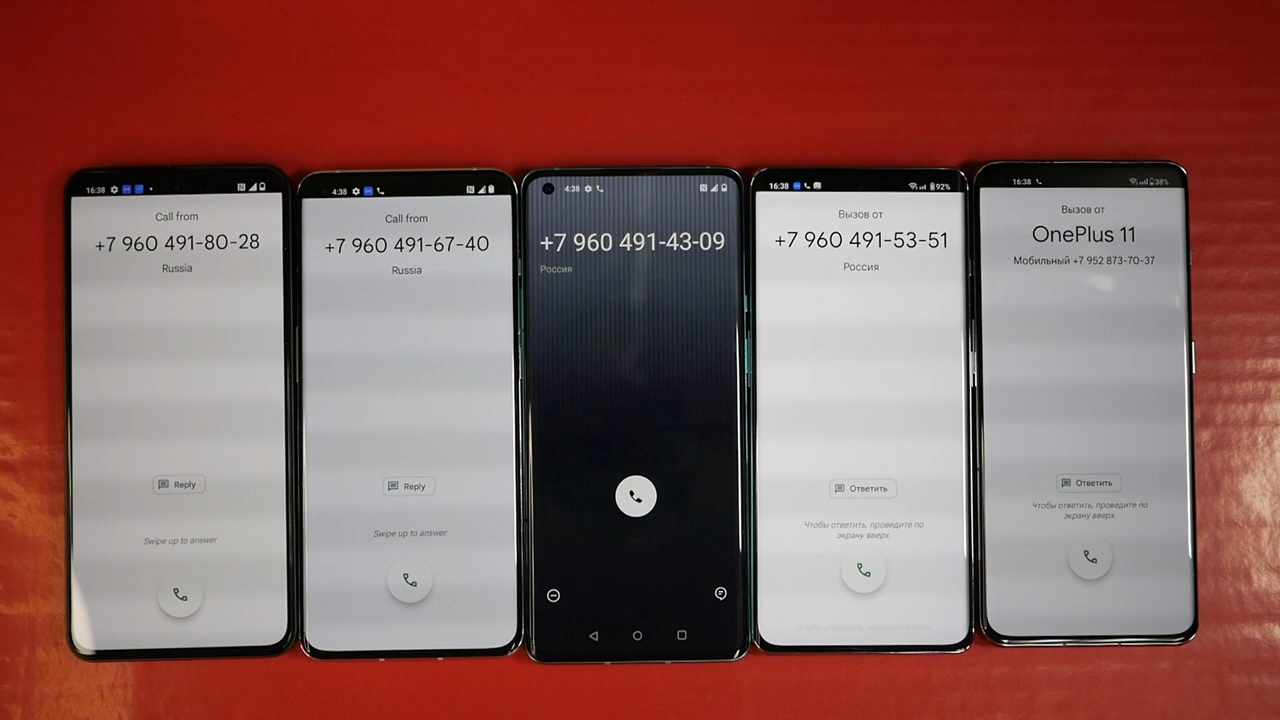 16:38
Call from
+7 960 491-80-28
Russia
Reply
Swipe up to answer
4:38
Call from
+7 960 491-67-40
Russia
Reply
Swipe up to answer
4:38
+7 960 491-43-09
Россия
16:38 92%
Вызов от
+7 960 491-53-51
Россия
Ответить
Чтобы ответить, проведите по
экрану вверх.
Чтобы отклонить, проведите вниз.
16:38 38%
Вызов от
OnePlus 11
Мобильный +7 952 873-70-37
Ответить
Чтобы ответить, проведите по
экрану вверх.